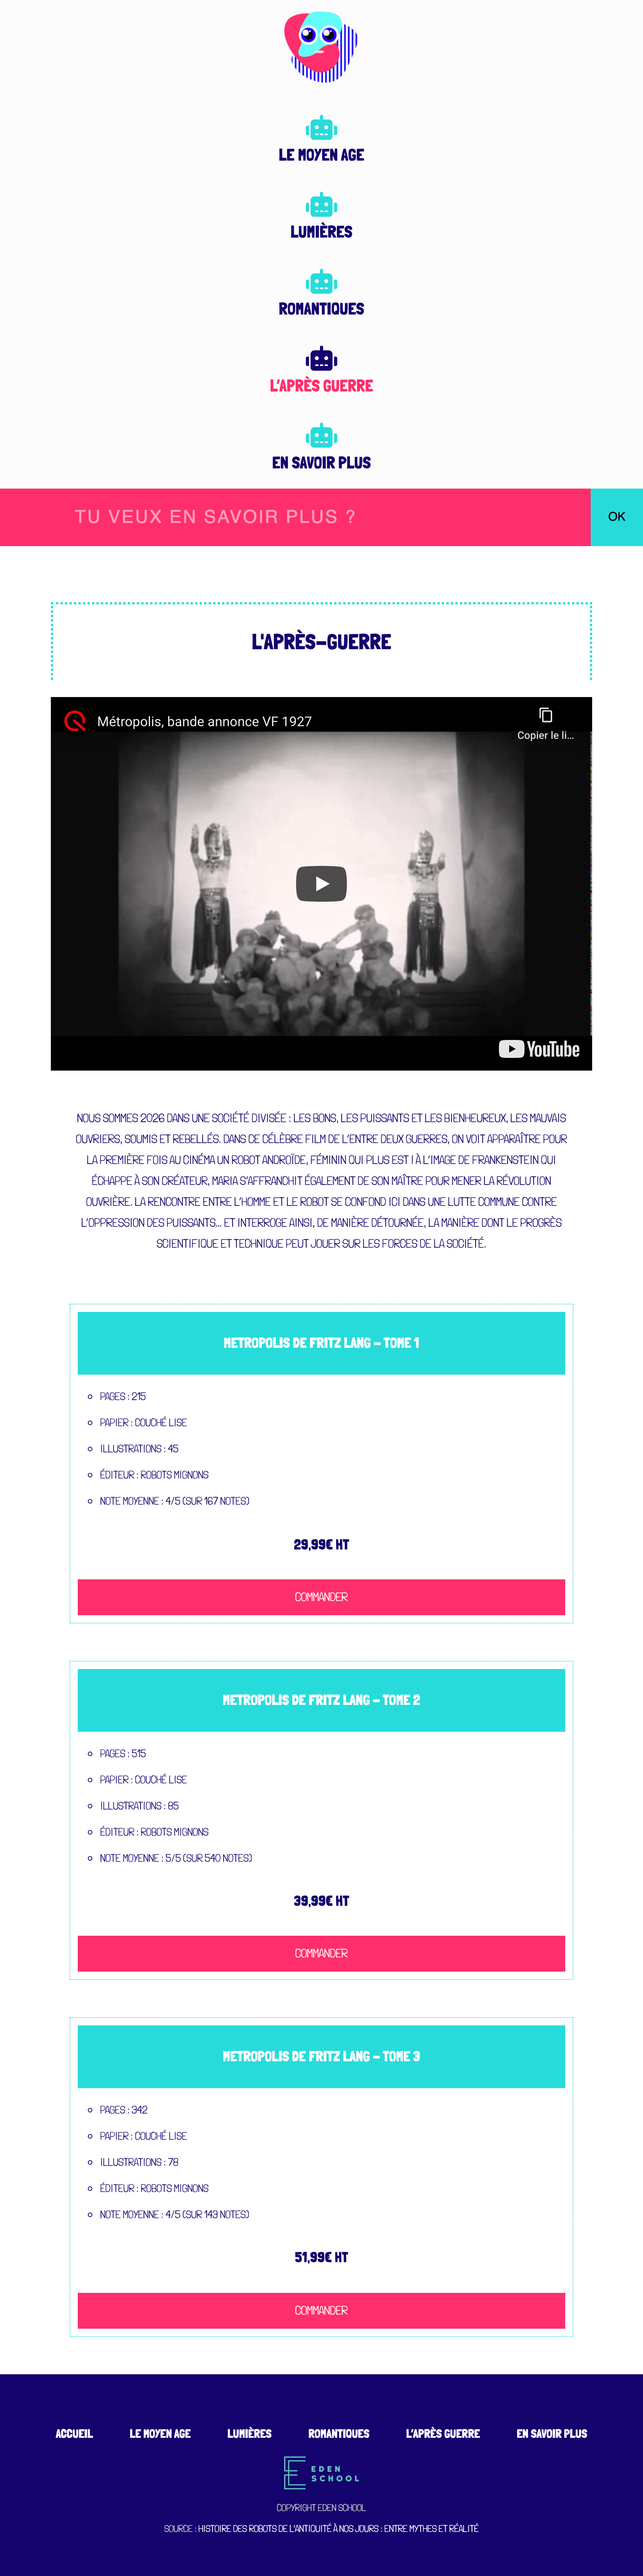 LE MOYEN AGE
LUMIÈRES
ROMANTIQUES
L'APRÈS GUERRE
EN SAVOIR PLUS
TU VEUX EN SAVOIR PLUS ?
OK
L'APRÈS-GUERRE
Métropolis, bande annonce VF 1927
Copier le li...
YouTube
NOUS SOMMES 2026 DANS UNE SOCIÉTÉ DIVISÉE : LES BONS, LES PUISSANTS ET LES BIENHEUREUX, LES MAUVAIS
OUVRIERS, SOUMIS ET REBELLÉS. DANS CE CÉLÈBRE FILM DE L'ENTRE DEUX GUERRES, ON VOIT APPARAÎTRE POUR
LA PREMIÈRE FOIS AU CINÉMA UN ROBOT ANDROÏDE, FÉMININ QUI PLUS EST ! À L'IMAGE DE FRANKENSTEIN QUI
ÉCHAPPE À SON CRÉATEUR, MARIA S'AFFRANCHIT ÉGALEMENT DE SON MAÎTRE POUR MENER LA RÉVOLUTION
OUVRIÈRE. LA RENCONTRE ENTRE L'HOMME ET LE ROBOT SE CONFOND ICI DANS UNE LUTTE COMMUNE CONTRE
L'OPPRESSION DES PUISSANTS... ET INTERROGE AINSI, DE MANIÈRE DÉTOURNÉE, LA MANIÈRE DONT LE PROGRÈS
SCIENTIFIQUE ET TECHNIQUE PEUT JOUER SUR LES FORCES DE LA SOCIÉTÉ.
METROPOLIS DE FRITZ LANG - TOME 1
PAGES : 215
PAPIER : COUCHÉ LISE
ILLUSTRATIONS : 45
ÉDITEUR : ROBOTS MIGNONS
NOTE MOYENNE : 4/5 (SUR 167 NOTES)
29,99€ HT
COMMANDER
METROPOLIS DE FRITZ LANG - TOME 2
PAGES : 515
PAPIER : COUCHÉ LISE
ILLUSTRATIONS : 85
ÉDITEUR : ROBOTS MIGNONS
NOTE MOYENNE : 5/5 (SUR 540 NOTES)
39,99€ HT
COMMANDER
METROPOLIS DE FRITZ LANG - TOME 3
PAGES : 342
PAPIER : COUCHÉ LISE
ILLUSTRATIONS : 78
ÉDITEUR : ROBOTS MIGNONS
NOTE MOYENNE : 4/5 (SUR 143 NOTES)
51,99€ HT
COMMANDER
ACCUEIL LE MOYEN AGE LUMIÈRES ROMANTIQUES L'APRÈS GUERRE EN SAVOIR PLUS
EDEN
SCHOOL
COPYRIGHT EDEN SCHOOL
SOURCE : HISTOIRE DES ROBOTS DE L'ANTIQUITÉ À NOS JOURS : ENTRE MYTHES ET RÉALITÉ